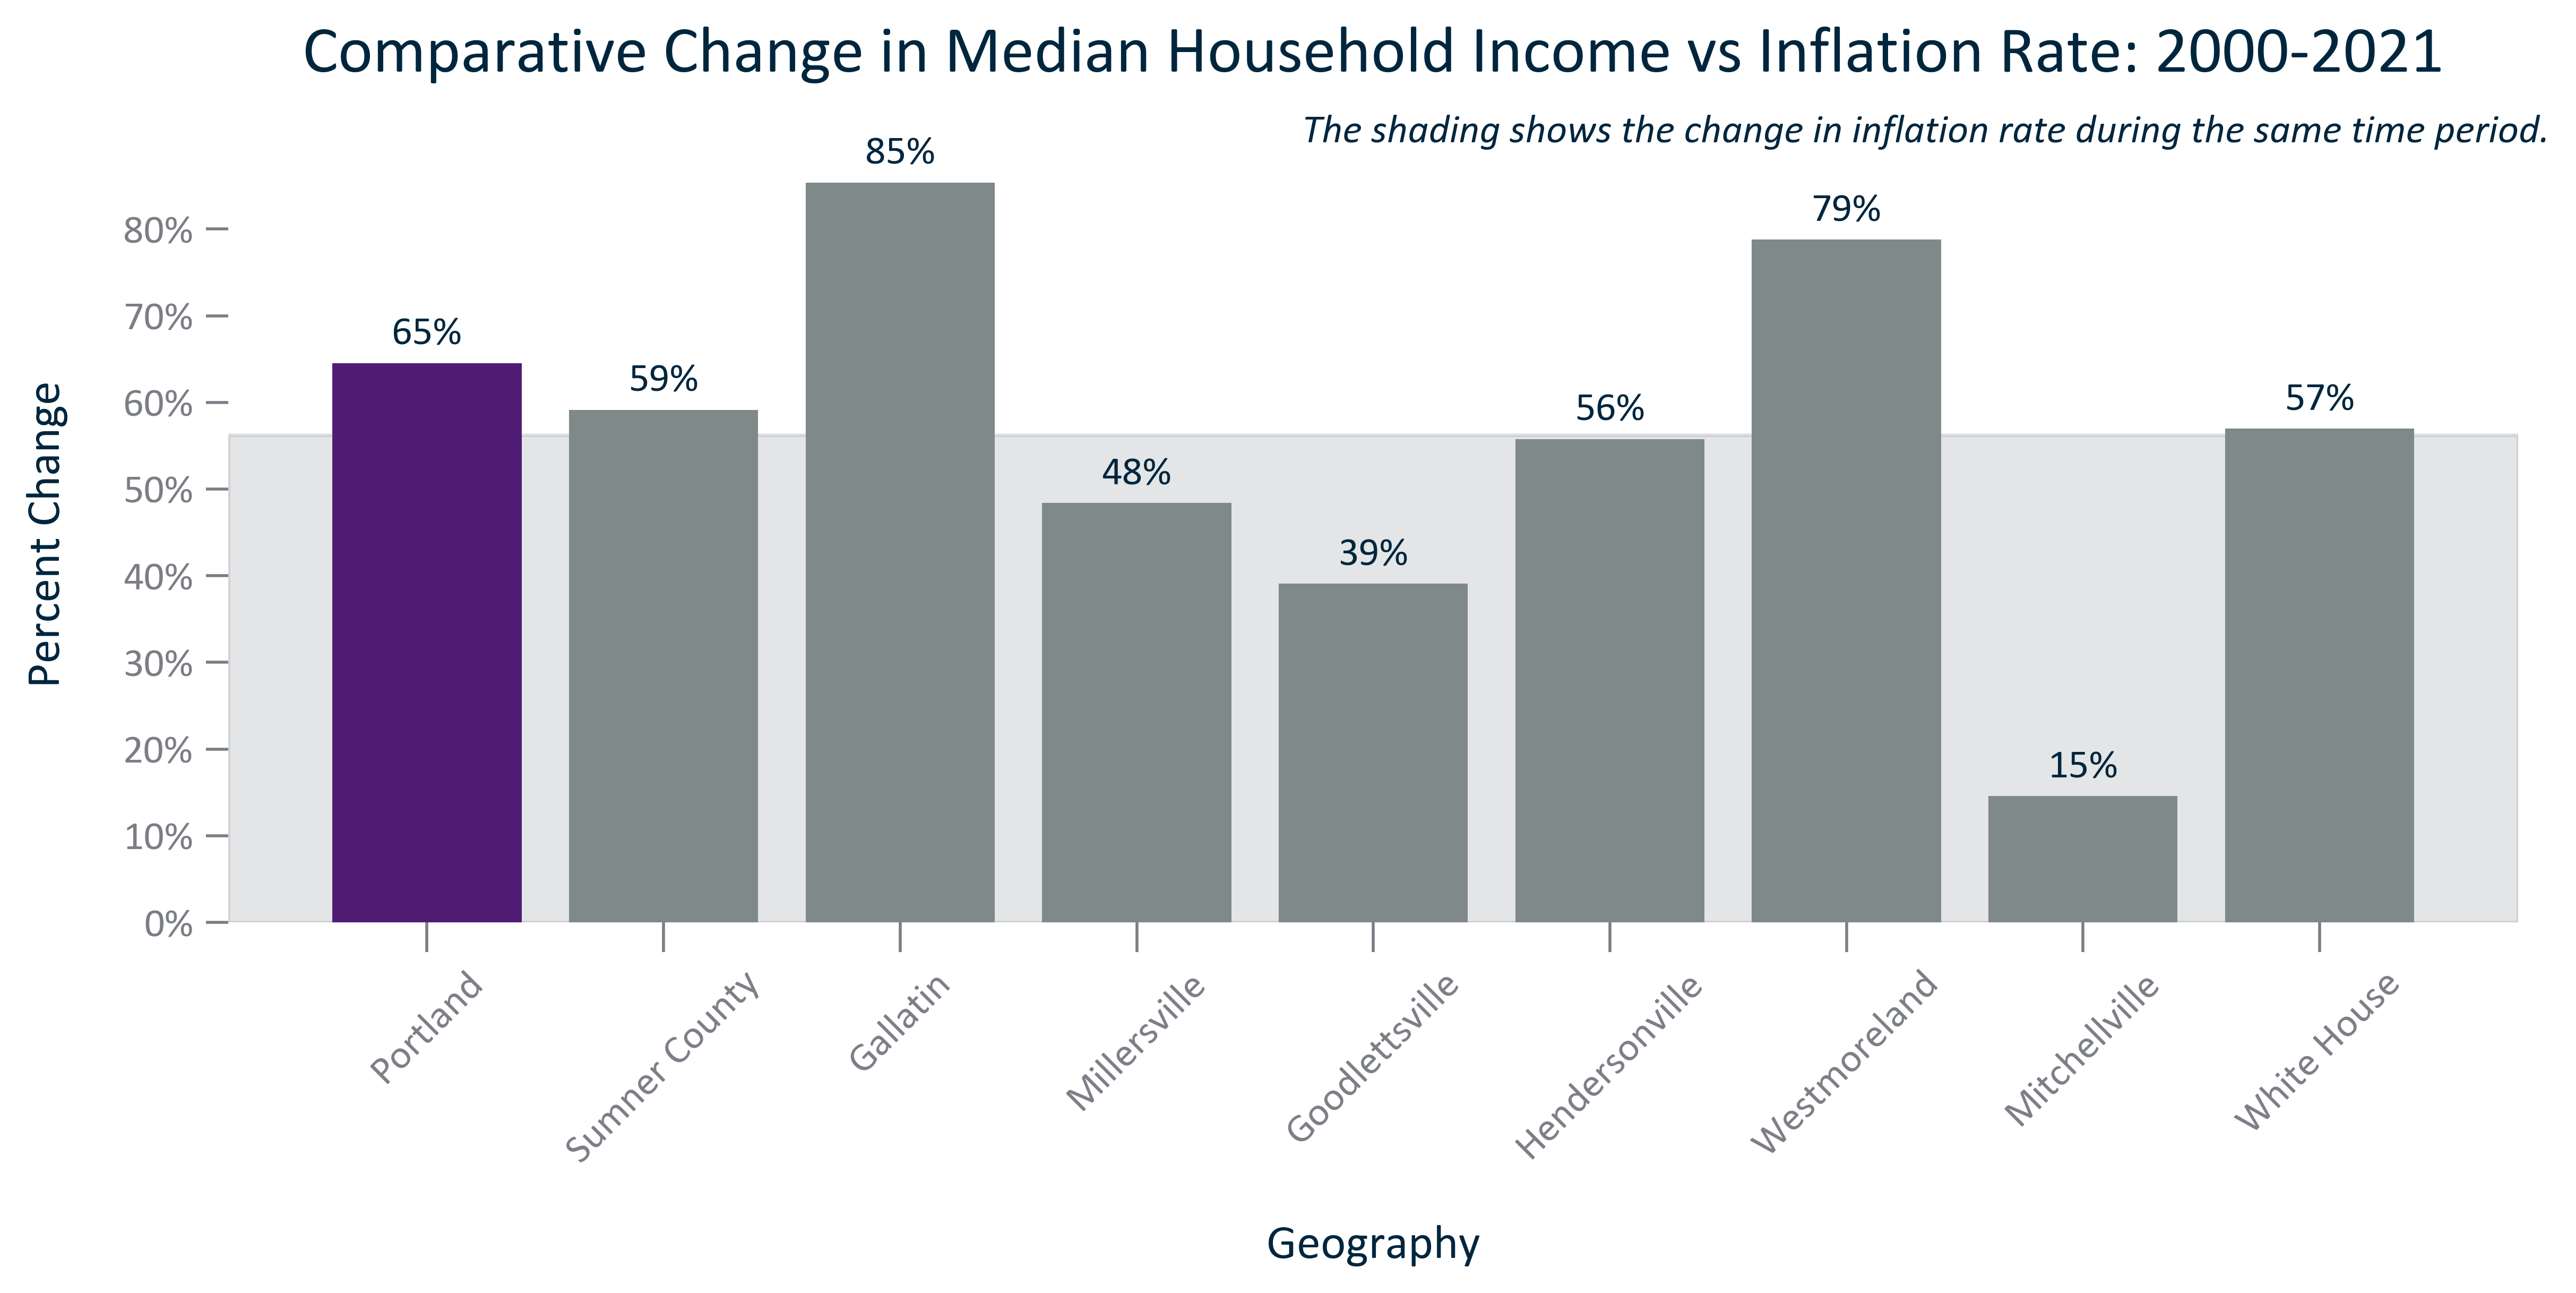 Comparative Change in Median Household Income vs Inflation Rate: 2000-2021
The shading shows the change in inflation rate during the same time period.
Percent Change
80%
70%
60%
50%
40%
30%
20%
10%
0%
65%
59%
85%
48%
39%
56%
79%
15%
57%
Portland
Sumner County
Gallatin
Millersville
Goodlettsville
Hendersonville
Westmoreland
Mitchellville
White House
Geography